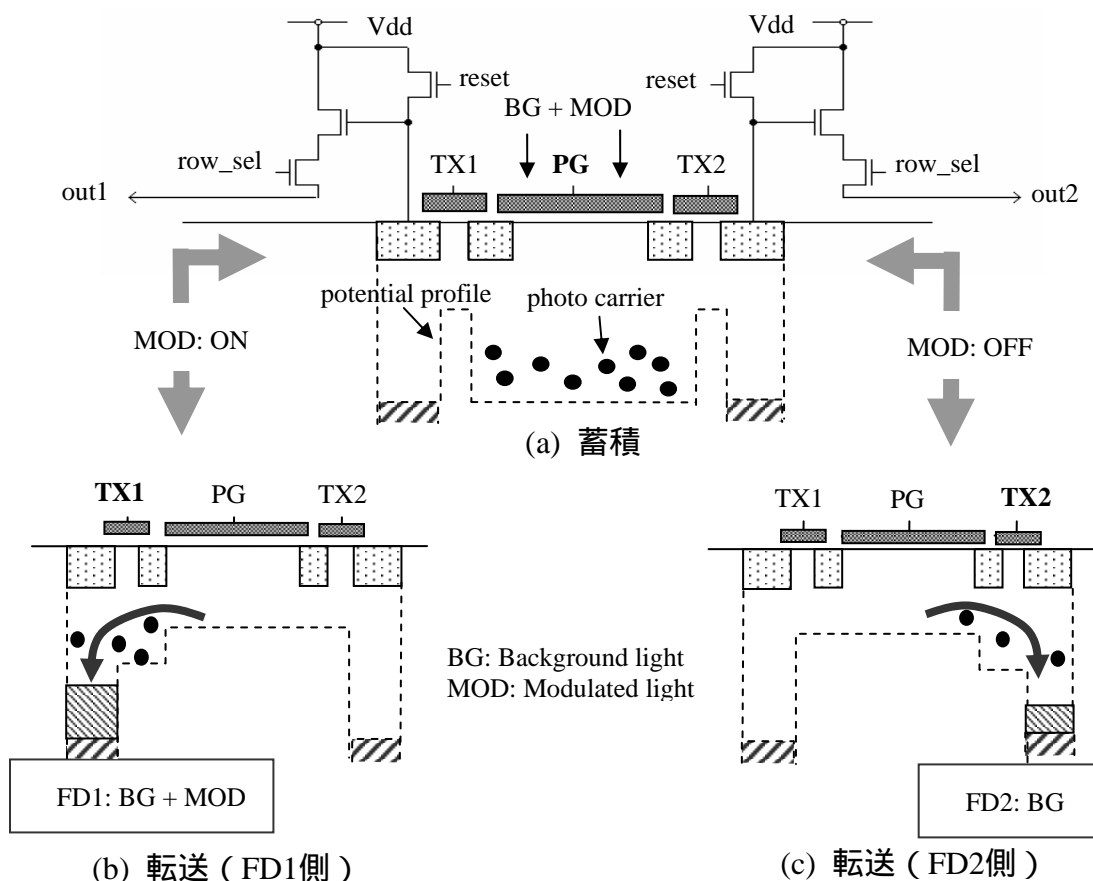 Vdd
Vdd
reset
reset
BG + MOD
row_sel
TX1
PG
TX2
row_sel
out1
out2
potential profile
photo carrier
MOD: ON
MOD: OFF
(a) 蓄積
TX1
PG
TX2
TX1
PG
TX2
BG: Background light
MOD: Modulated light
FD1: BG + MOD
FD2: BG
(b) 転送（FD1側）
(c) 転送（FD2側）